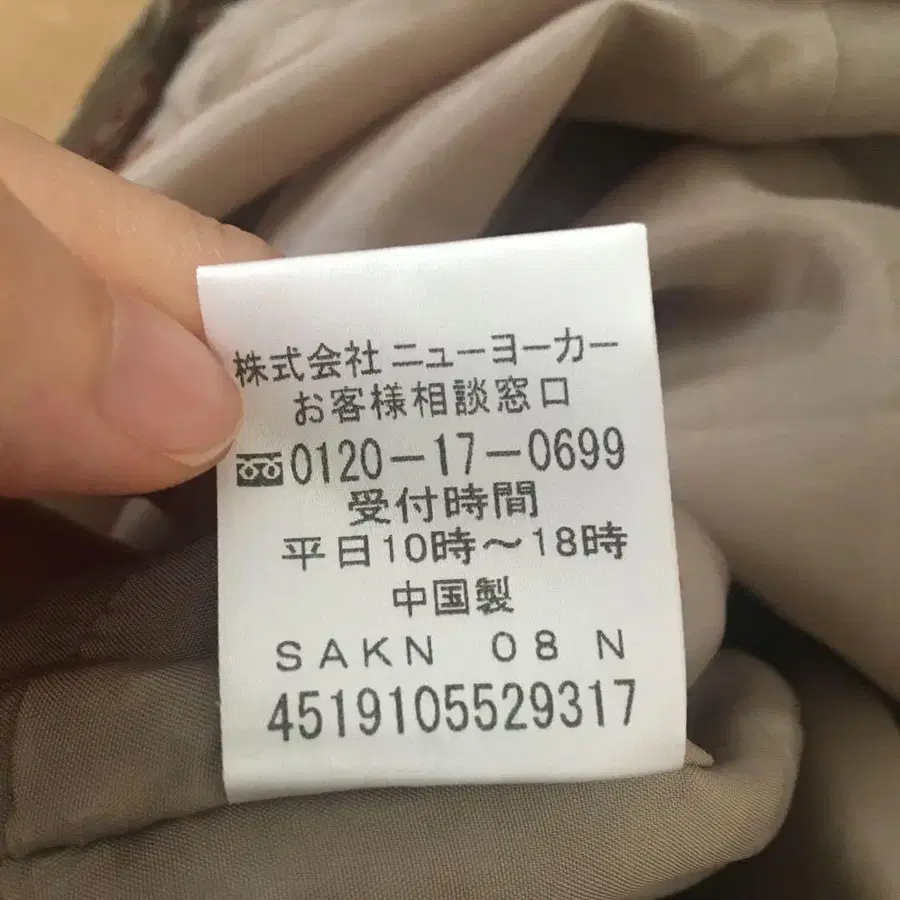 株式会社 ニューヨーカー
お客様相談窓口
0120-17-0699
受付時間
平日10時～18時
中国製
SAKN 08 N
4519105529317